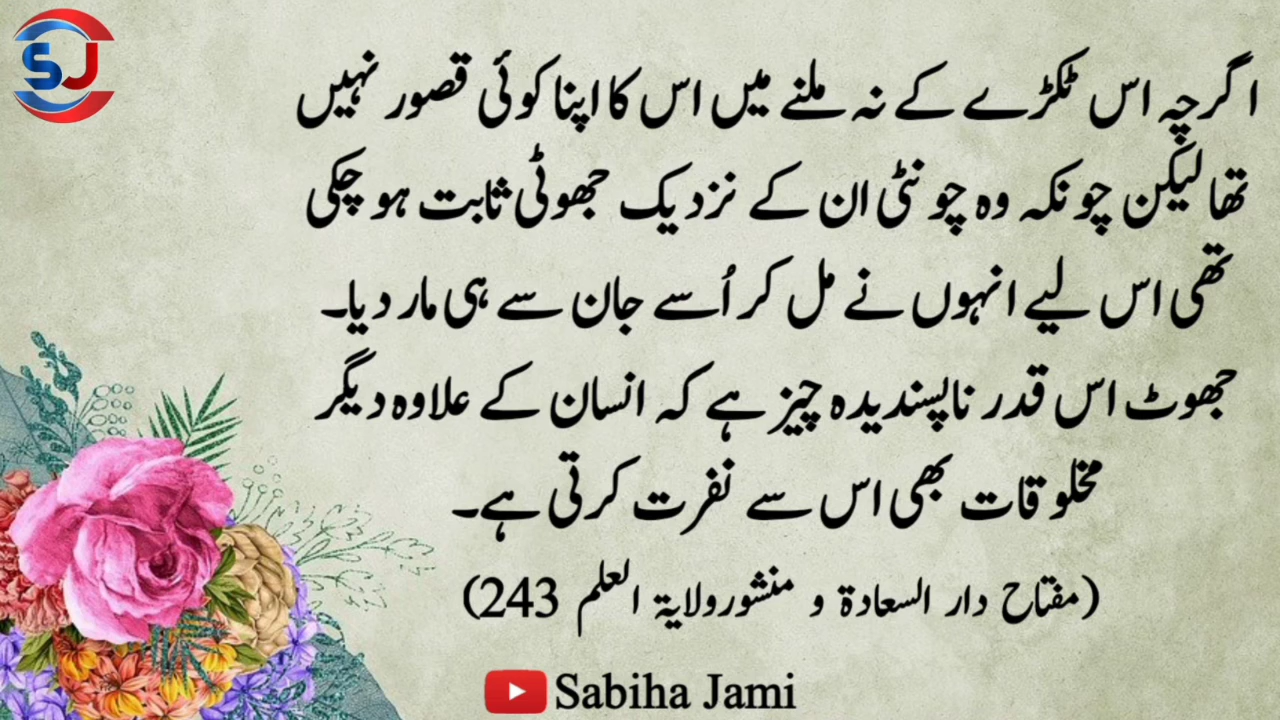 SJ
اگرچہ اس ٹکڑے کے نہ ملنے میں اس کا اپنا کوئی قصور نہیں
تھا لیکن چونکہ وہ چونٹی ان کے نزدیک جھوٹی ثابت ہو چکی
تھی اس لیے انہوں نے مل کر اُسے جان سے ہی مار دیا۔
جھوٹ اس قدر ناپسندیدہ چیز ہے کہ انسان کے علاوہ دیگر
مخلوقات بھی اس سے نفرت کرتی ہے۔
(مفتاح دار السعادة و منشورولایة العلم 243)
Sabiha Jami